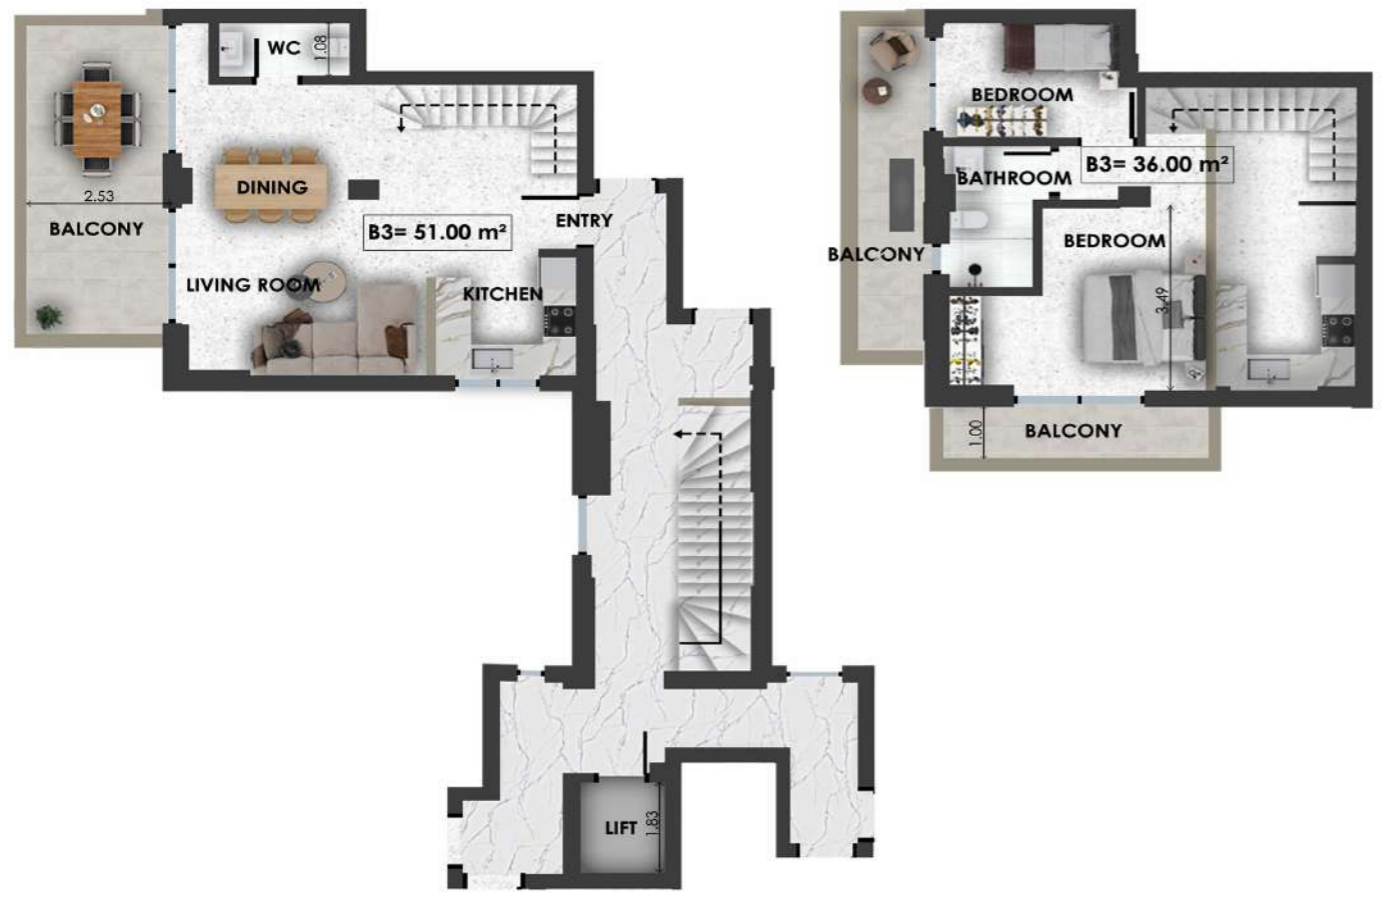 WC
1.08
DINING
2.53
BALCONY
B3= 51.00 m²
ENTRY
LIVING ROOM
KITCHEN
LIFT
1.83
BEDROOM
B3= 36.00 m²
BATHROOM
BEDROOM
BALCONY
3.49
1.00
BALCONY